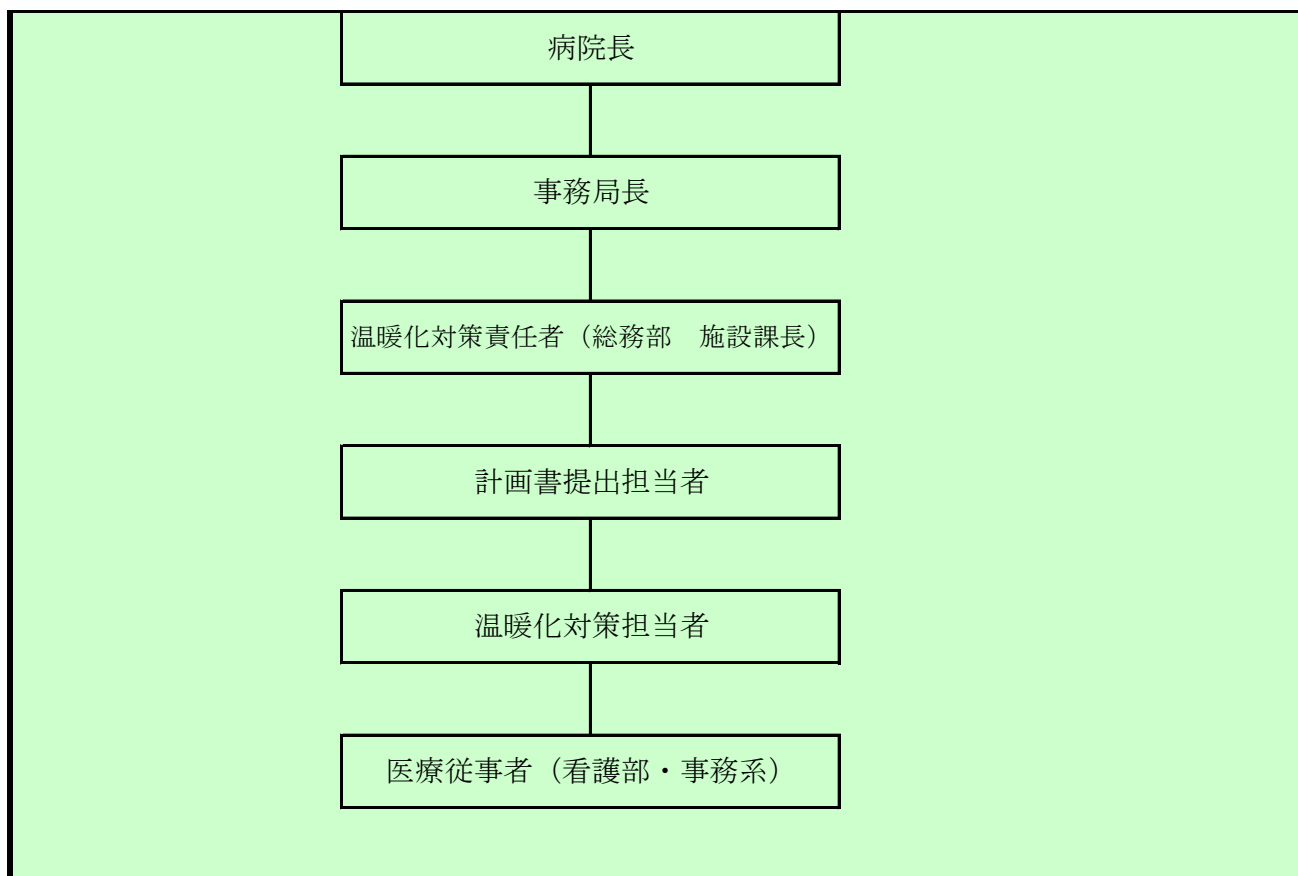 病院長
事務局長
温暖化対策責任者（総務部　施設課長）
計画書提出担当者
温暖化対策担当者
医療従事者（看護部・事務系）